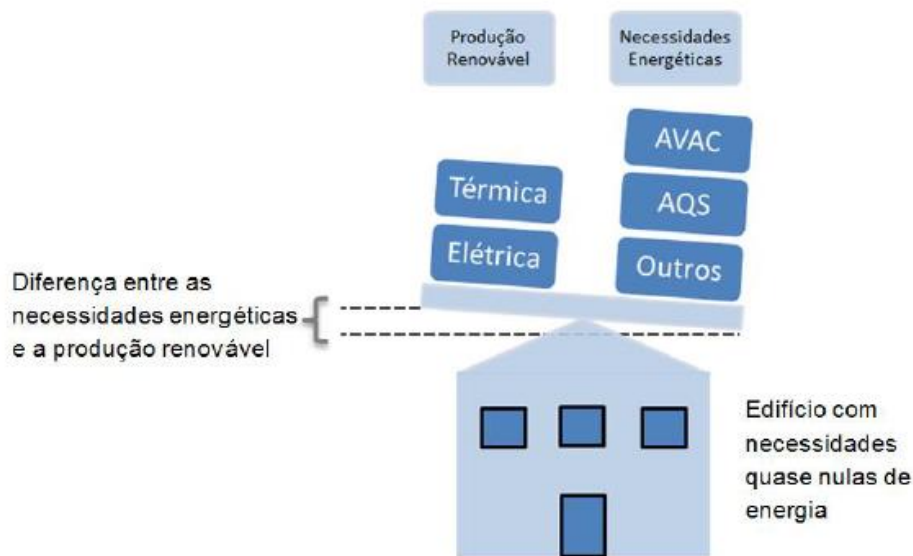 Produção
Renovável
Necessidades
Energéticas
AVAC
Térmica
AQS
Elétrica
Outros
Diferença entre as
necessidades energéticas
e a produção renovável
Edifício com
necessidades
quase nulas de
energia